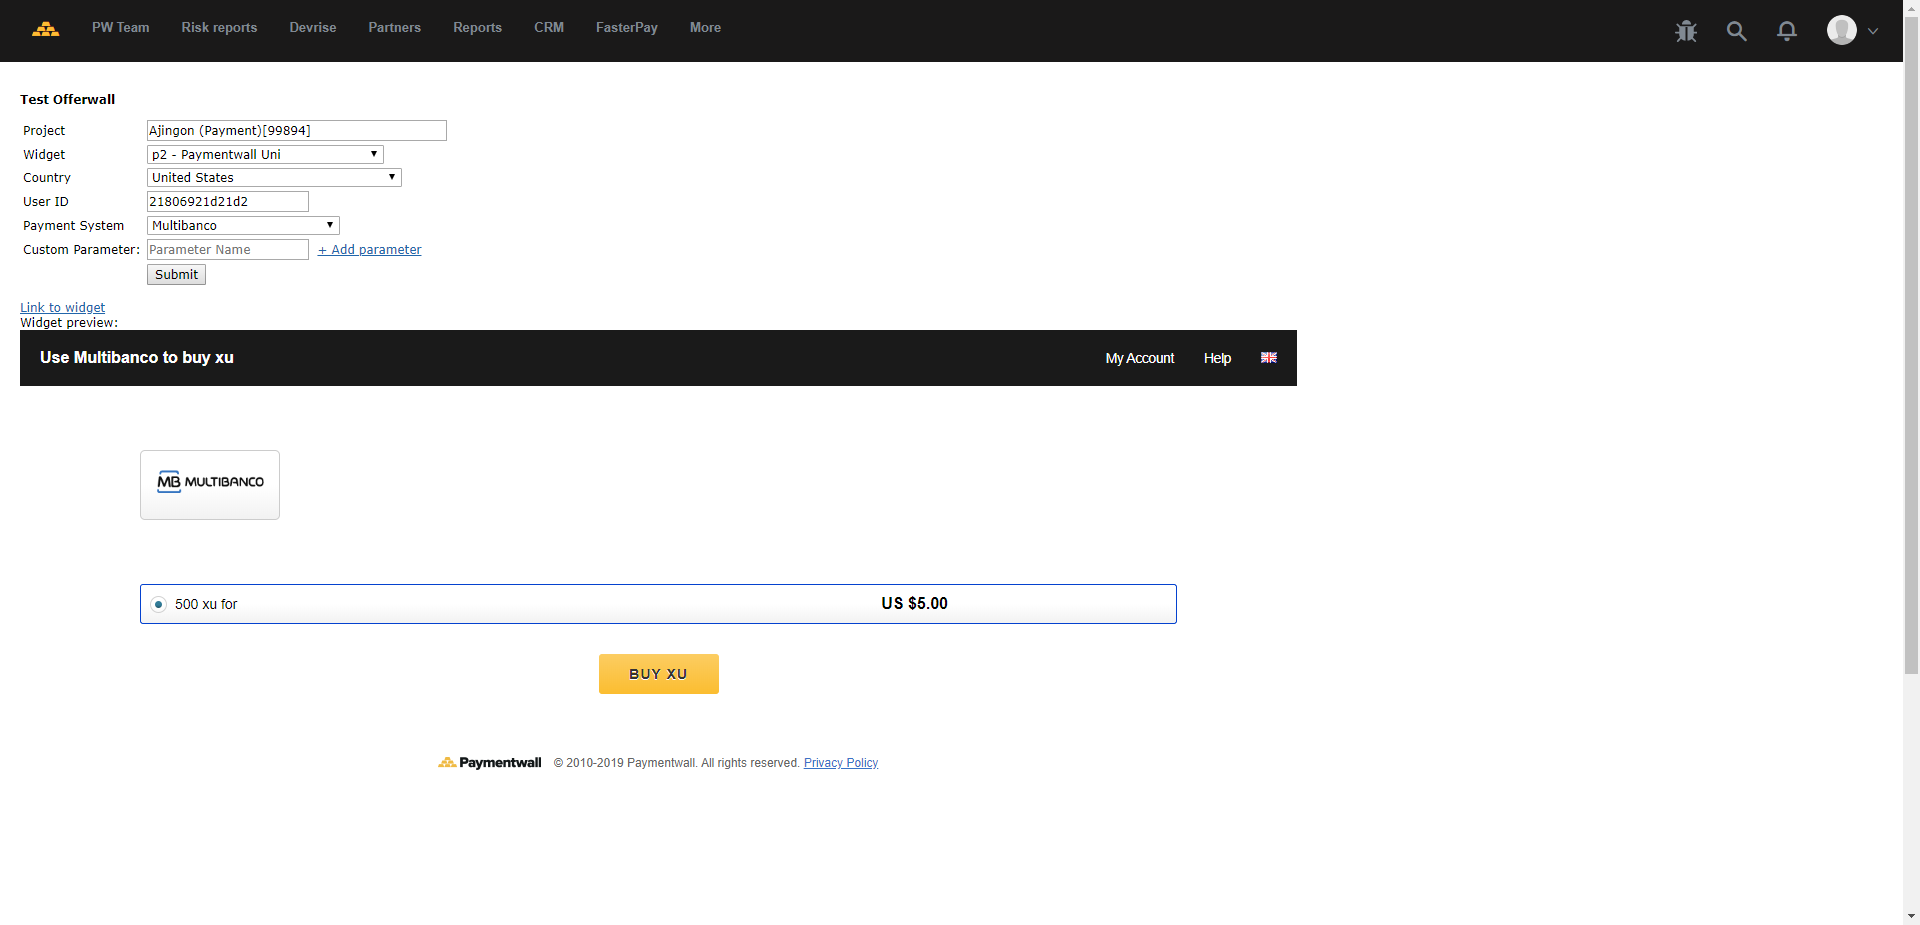 PW Team Risk reports Devrise Partners Reports CRM FasterPay More
Test Offerwall
Project Ajingon (Payment)[99894]
Widget p2 - Paymentwall Uni
Country United States
User ID 21806921d21d2
Payment System Multibanco
Custom Parameter: Parameter Name + Add parameter
Submit
Link to widget
Widget preview:
Use Multibanco to buy xu My Account Help
MB MULTIBANCO
500 xu for US $5.00
BUY XU
Paymentwall © 2010-2019 Paymentwall. All rights reserved. Privacy Policy